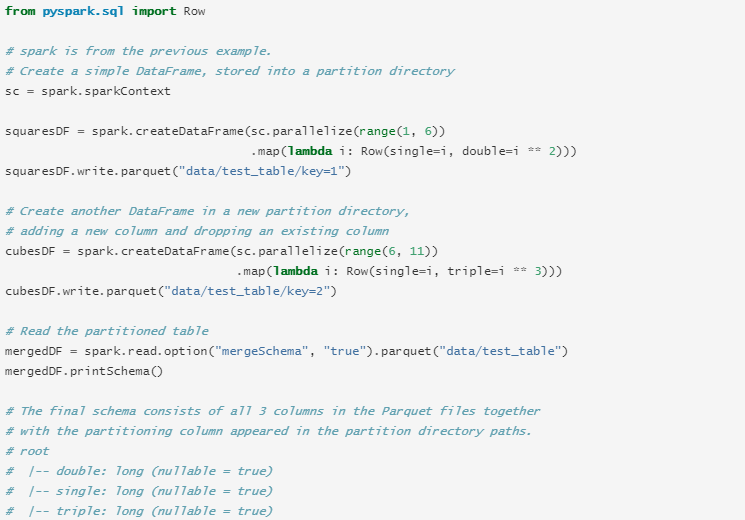 from pyspark.sql import Row

# spark is from the previous example.
# Create a simple DataFrame, stored into a partition directory
sc = spark.sparkContext

squaresDF = spark.createDataFrame(sc.parallelize(range(1, 6))
                                  .map(lambda i: Row(single=i, double=i ** 2)))
squaresDF.write.parquet("data/test_table/key=1")

# Create another DataFrame in a new partition directory,
# adding a new column and dropping an existing column
cubesDF = spark.createDataFrame(sc.parallelize(range(6, 11))
                                .map(lambda i: Row(single=i, triple=i ** 3)))
cubesDF.write.parquet("data/test_table/key=2")

# Read the partitioned table
mergedDF = spark.read.option("mergeSchema", "true").parquet("data/test_table")
mergedDF.printSchema()

# The final schema consists of all 3 columns in the Parquet files together
# with the partitioning column appeared in the partition directory paths.
# root
#  |-- double: long (nullable = true)
#  |-- single: long (nullable = true)
#  |-- triple: long (nullable = true)